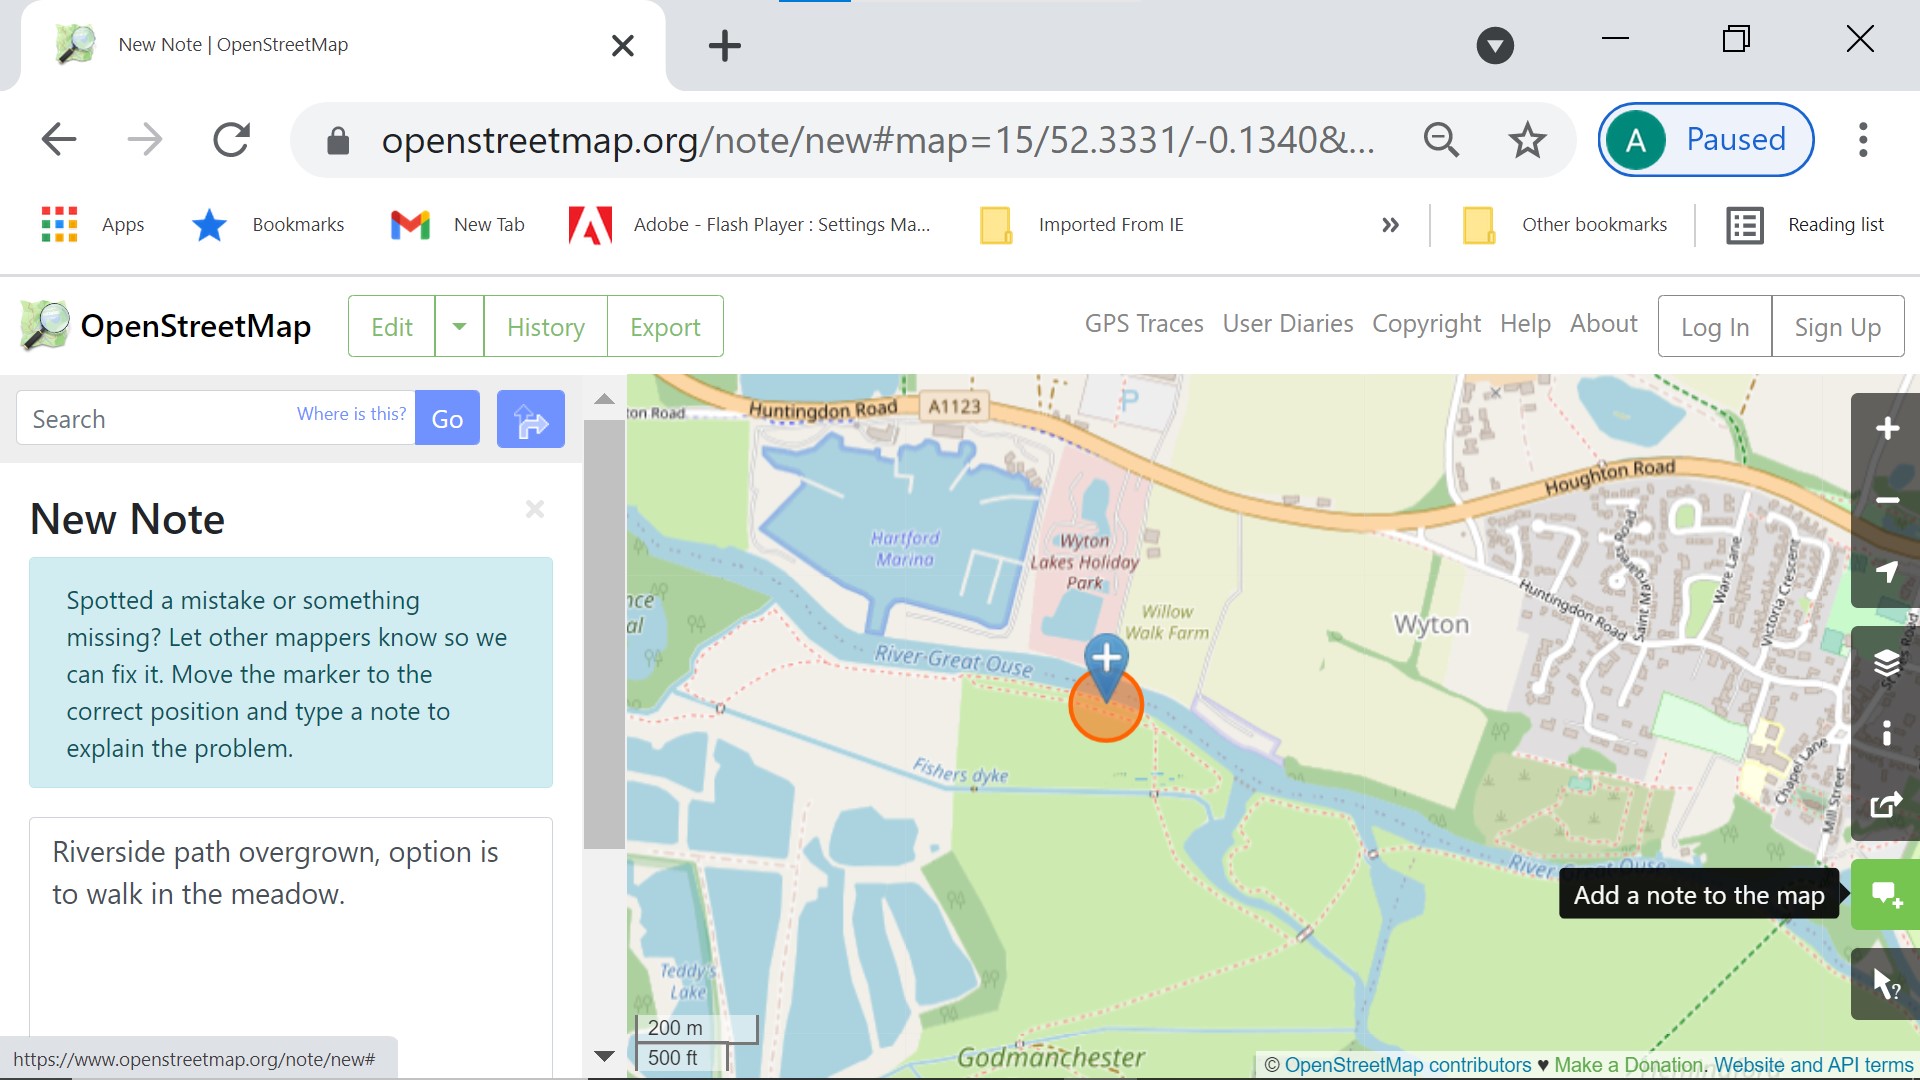 New Note | OpenStreetMap
openstreetmap.org/note/new#map=15/52.3331/-0.1340&...
A
Paused
Apps
Bookmarks
New Tab
Adobe - Flash Player : Settings Ma...
Imported From IE
»
Other bookmarks
Reading list
OpenStreetMap
Edit
History
Export
GPS Traces
User Diaries
Copyright
Help
About
Log In
Sign Up
Search
Where is this?
Go
New Note
Spotted a mistake or something
missing? Let other mappers know so we
can fix it. Move the marker to the
correct position and type a note to
explain the problem.
Riverside path overgrown, option is
to walk in the meadow.
https://www.openstreetmap.org/note/new#
ton Road
Huntingdon Road
A1123
P
Houghton Road
Hartford
Marina
Wyton
Lakes Holiday
Park
Willow
Walk Farm
nce
al
River Great Ouse
Wyton
Huntingdon Road
Saint Margarets Road
Ware Lane
Victoria Crescent
Fishers dyke
Chapel Lane
Mill Street
River Great Ouse
Add a note to the map
Teddy's
Lake
200 m
500 ft
Godmanchester
© OpenStreetMap contributors ♥ Make a Donation. Website and API terms